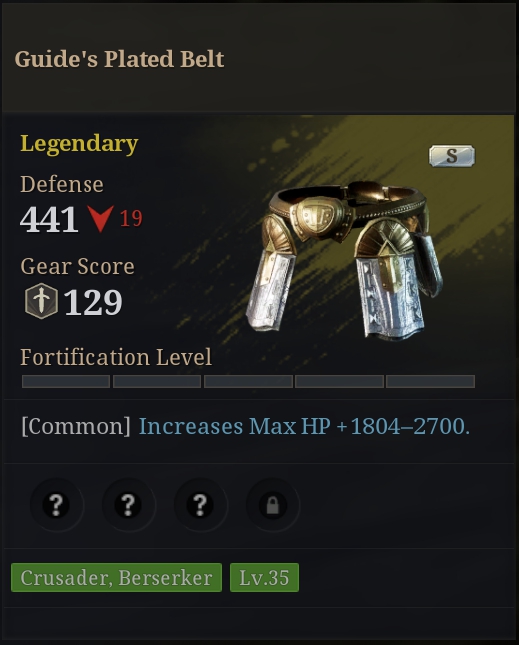 Guide's Plated Belt
Legendary
S
Defense
441 19
Gear Score
129
Fortification Level
[Common] Increases Max HP +1804–2700.
? ? ?
Crusader, Berserker Lv.35